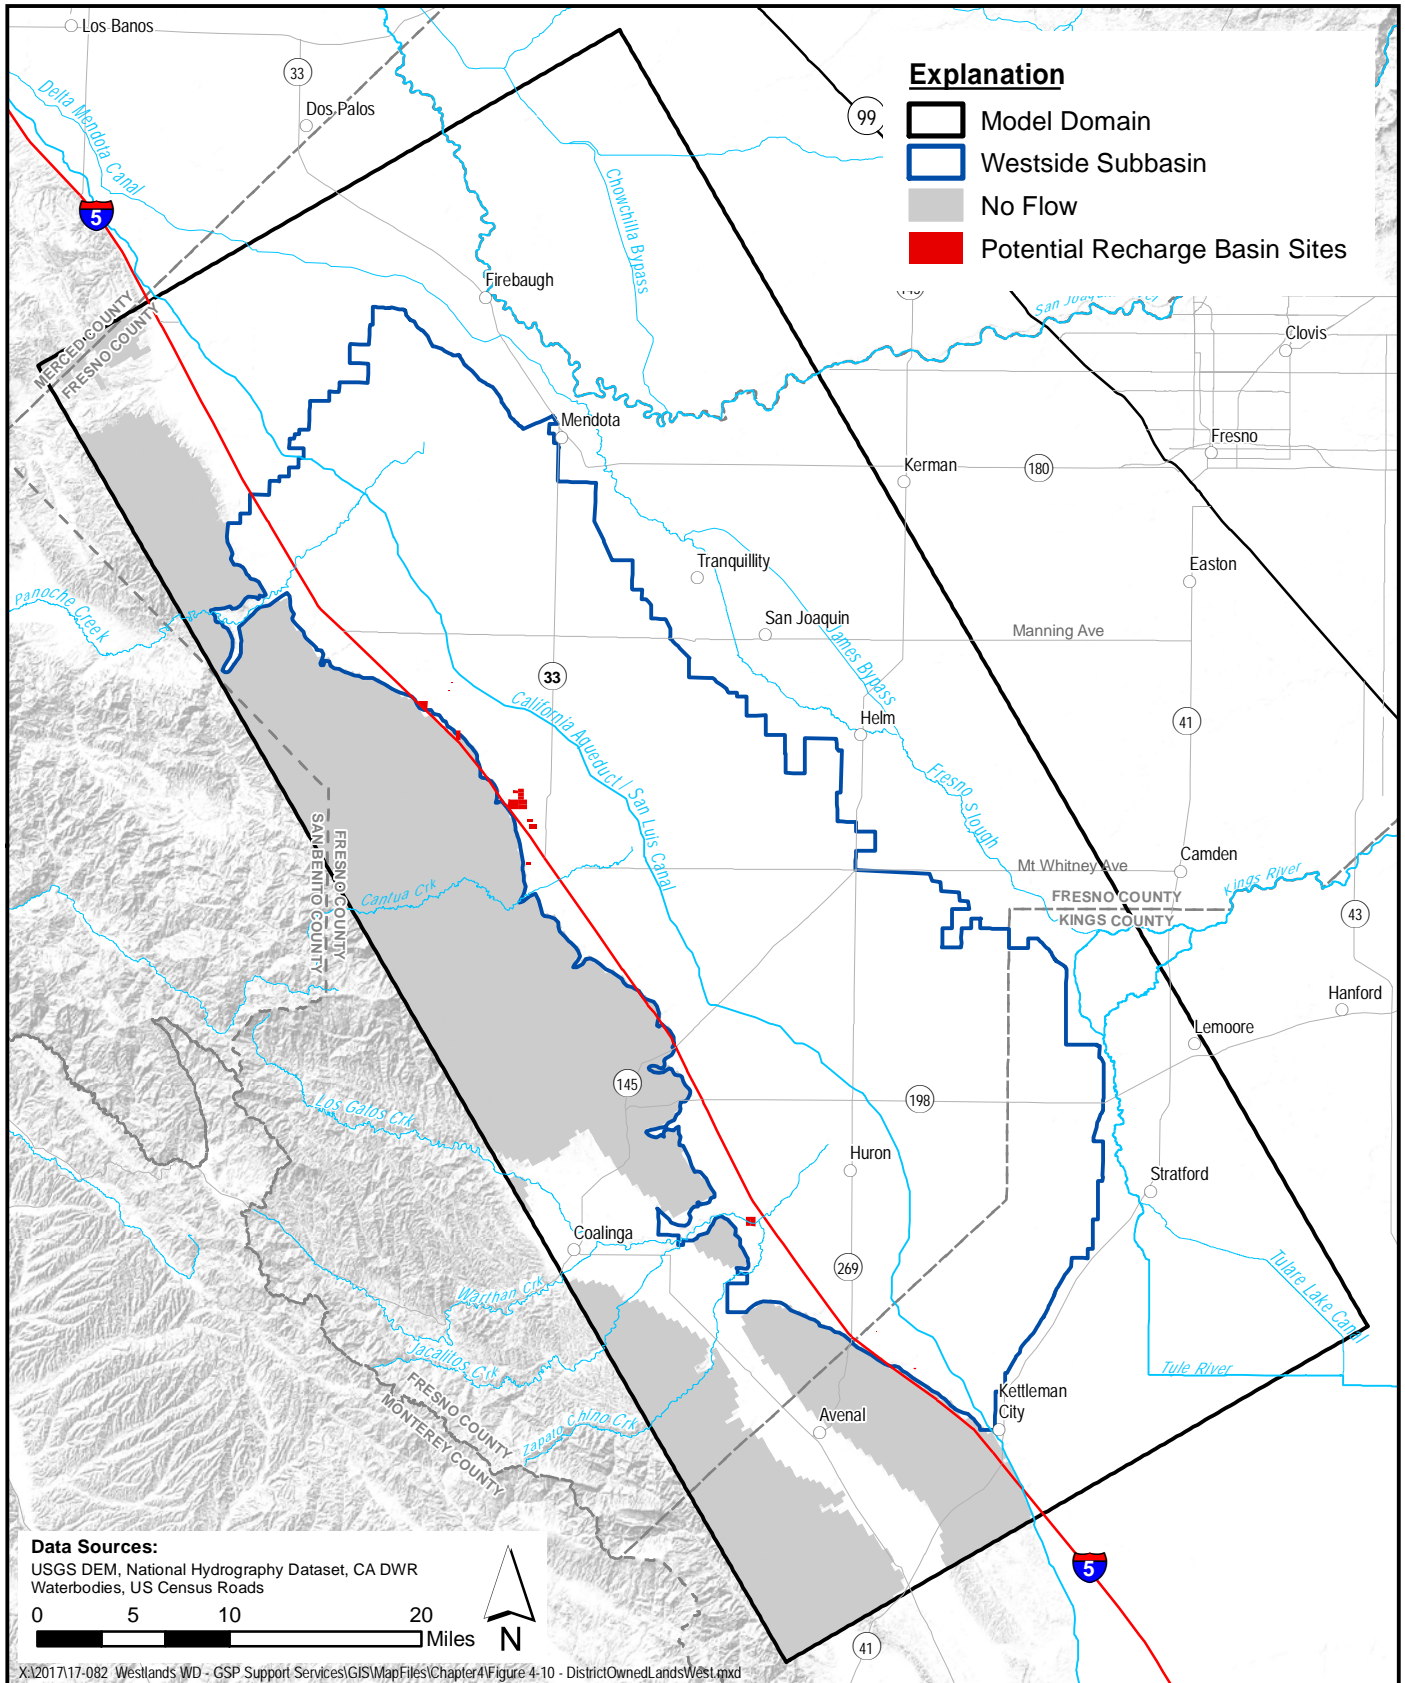 Los Banos
33
Delta Mendota Canal
Dos Palos
99
Explanation
Model Domain
Westside Subbasin
No Flow
Potential Recharge Basin Sites
5
Chowchilla Bypass
Firebaugh
MERCED COUNTY
FRESNO COUNTY
Clovis
Mendota
Fresno
Kerman
180
Tranquillity
Easton
Panoche Creek
San Joaquin
Manning Ave
James Bypass
33
California Aqueduct / San Luis Canal
Helm
41
Fresno Slough
SAN BENITO COUNTY
FRESNO COUNTY
Mt Whitney Ave
Camden
Cantua Crk
Kings River
FRESNO COUNTY
KINGS COUNTY
43
Hanford
Lemoore
145
198
Los Gatos Crk
Huron
Stratford
Coalinga
269
Tulare Lake Canal
Warthan Crk
Jacalitos Crk
Tule River
FRESNO COUNTY
MONTEREY COUNTY
Zapato Chino Crk
Avenal
Kettleman
City
5
41
Data Sources:
USGS DEM, National Hydrography Dataset, CA DWR
Waterbodies, US Census Roads
0 5 10 20
Miles
N
X:\2017\17-082 Westlands WD - GSP Support Services\GIS\MapFiles\Chapter4\Figure 4-10 - DistrictOwnedLandsWest.mxd